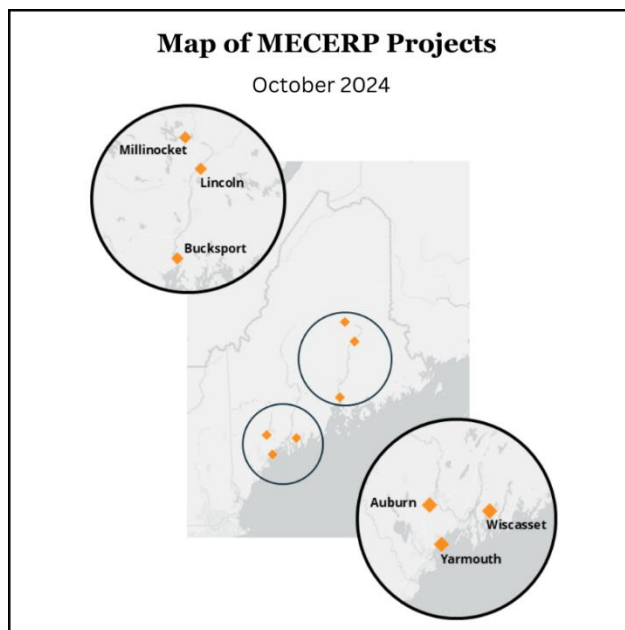 Map of MECERP Projects
October 2024
Millinocket
Lincoln
Bucksport
Auburn
Wiscasset
Yarmouth